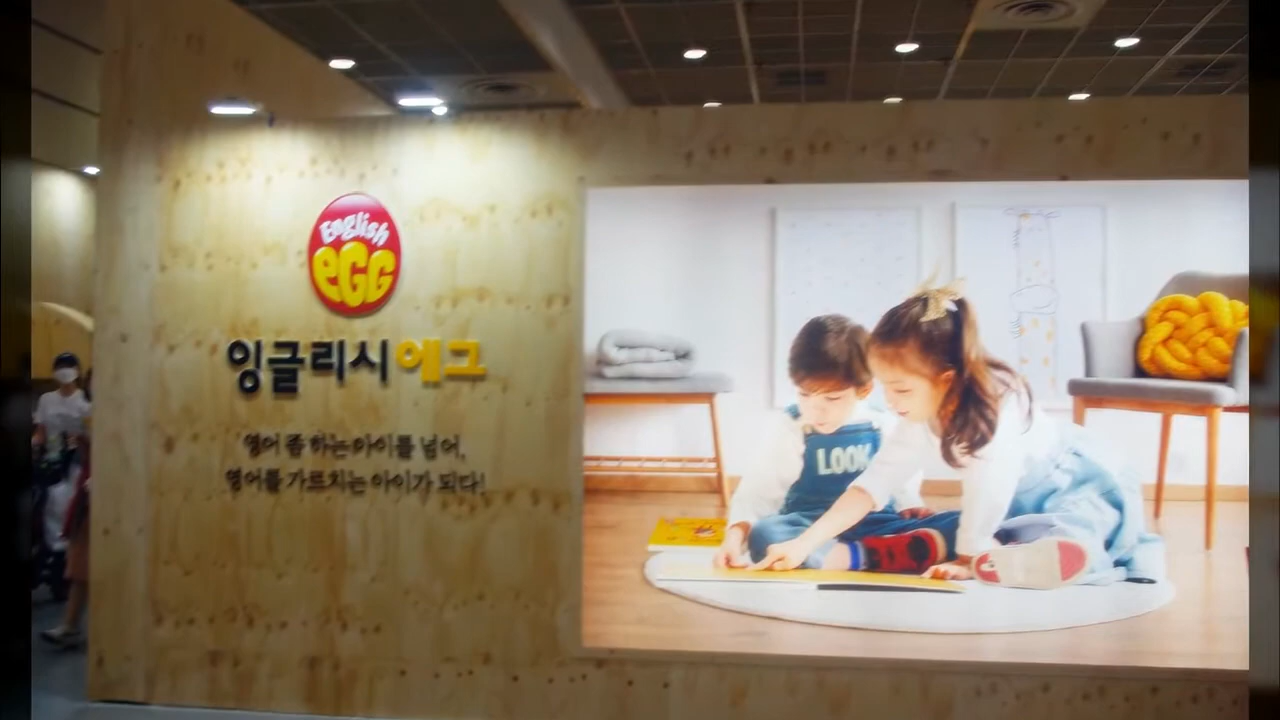 English
eGG
잉글리시에그
영어 좀 하는 아이를 넘어,
영어를 가르치는 아이가 되다!
LOOK